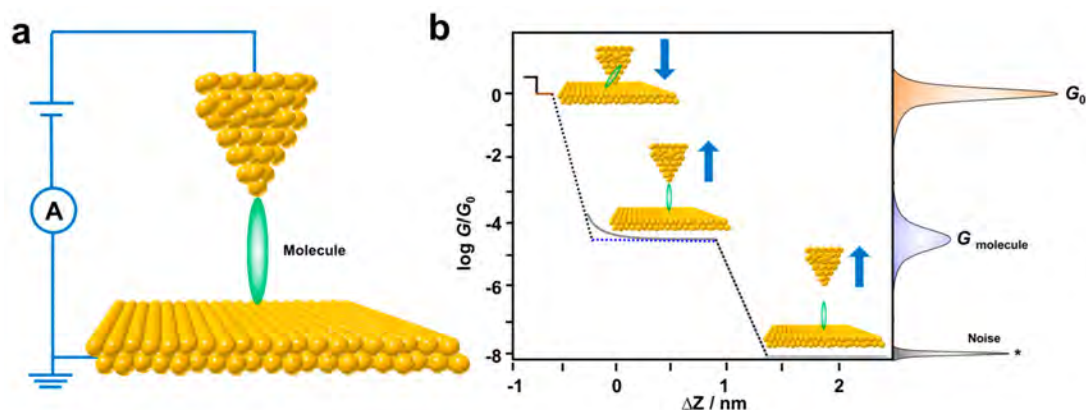 a
A
Molecule
b
log G/G₀
0
-2
-4
-6
-8
-1
0
1
2
ΔZ / nm
G₀
G molecule
Noise
*